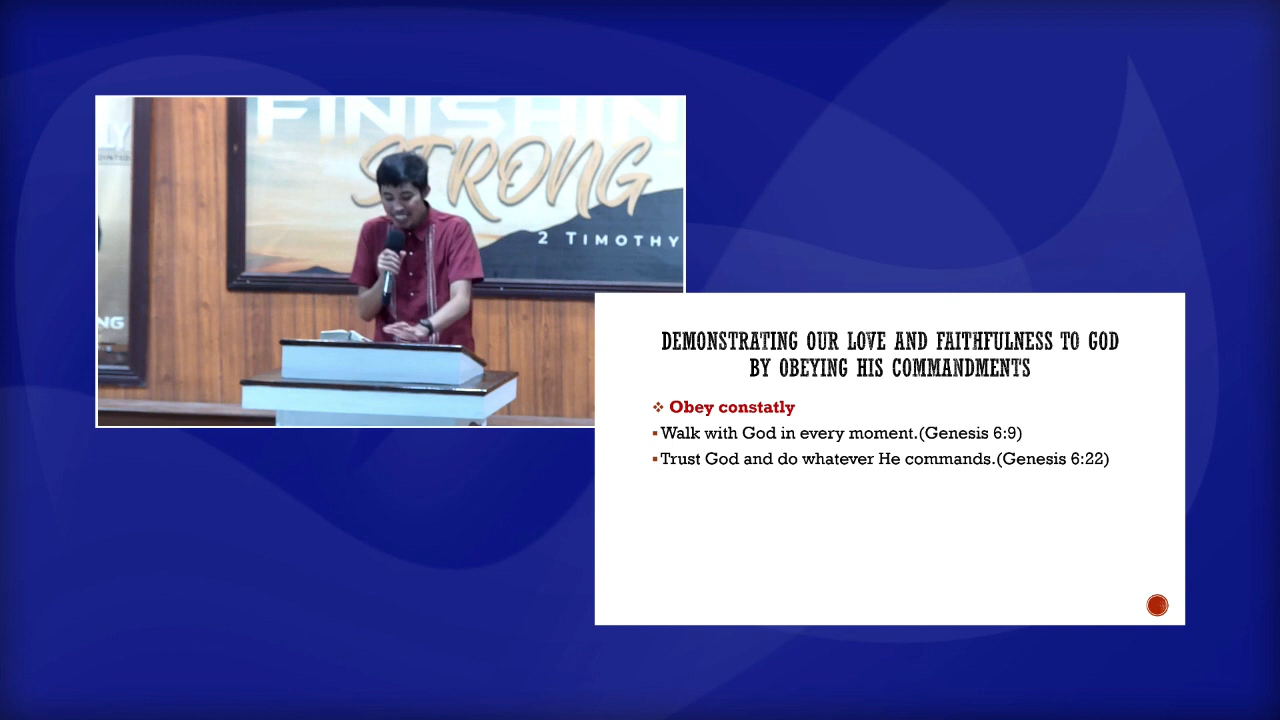 FINISHIN
STRONG
2 TIMOTHY
NG
DEMONSTRATING OUR LOVE AND FAITHFULNESS TO GOD
BY OBEYING HIS COMMANDMENTS
❖ Obey constatly
▪Walk with God in every moment.(Genesis 6:9)
▪Trust God and do whatever He commands.(Genesis 6:22)